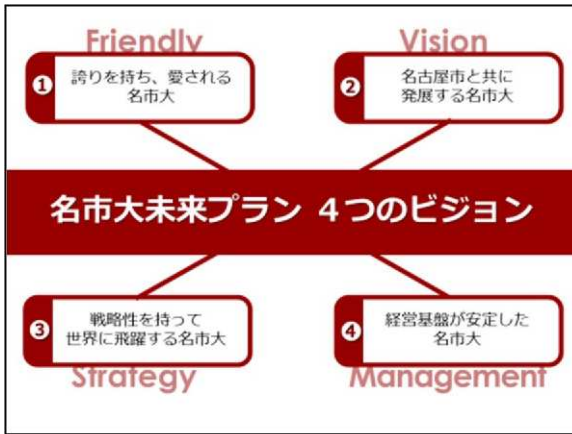 Friendly
❶
誇りを持ち、愛される
名市大
Vision
❷
名古屋市と共に
発展する名市大
名市大未来プラン ４つのビジョン
❸
戦略性を持って
世界に飛躍する名市大
Strategy
❹
経営基盤が安定した
名市大
Management